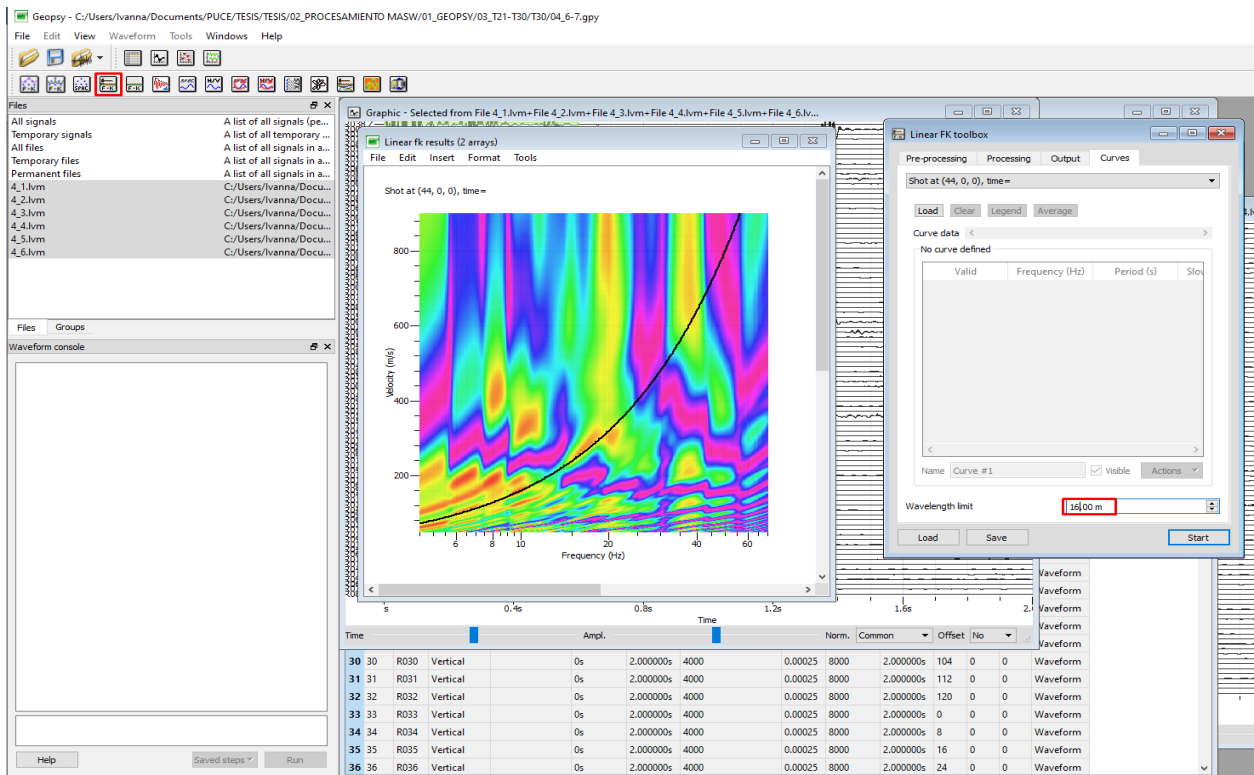 Geopsy - C:/Users/Ivanna/Documents/PUCE/TESIS/TESIS/02_PROCESAMIENTO MASW/01_GEOPSY/03_T21-T30/T30/04_6-7.gpy
File Edit View Waveform Tools Windows Help
Files
All signals A list of all signals (pe...
Temporary signals A list of all temporary ...
All files A list of all signals in a...
Temporary files A list of all signals in a...
Permanent files A list of all signals in a...
4_1.lvm C:/Users/Ivanna/Docu...
4_2.lvm C:/Users/Ivanna/Docu...
4_3.lvm C:/Users/Ivanna/Docu...
4_4.lvm C:/Users/Ivanna/Docu...
4_5.lvm C:/Users/Ivanna/Docu...
4_6.lvm C:/Users/Ivanna/Docu...
Files Groups
Waveform console
Help Saved steps Run
Graphic - Selected from File 4_1.lvm+File 4_2.lvm+File 4_3.lvm+File 4_4.lvm+File 4_5.lvm+File 4_6.lv...
Linear fk results (2 arrays)
File Edit Insert Format Tools
Shot at (44, 0, 0), time=
800
600
400
200
Velocity (m/s)
6 8 10 20 40 60
Frequency (Hz)
s 0.4s 0.8s 1.2s 1.6s 2.
Time
Time Ampl. Norm. Common Offset No
Linear FK toolbox
Pre-processing Processing Output Curves
Shot at (44, 0, 0), time=
Load Clear Legend Average
Curve data
No curve defined
Valid Frequency (Hz) Period (s) Slov
Name Curve #1 Visible Actions
Wavelength limit 16,00 m
Load Save Start
Waveform
Waveform
Waveform
Waveform
Waveform
30 30 R030 Vertical 0s 2.000000s 4000 0.00025 8000 2.000000s 104 0 0 Waveform
31 31 R031 Vertical 0s 2.000000s 4000 0.00025 8000 2.000000s 112 0 0 Waveform
32 32 R032 Vertical 0s 2.000000s 4000 0.00025 8000 2.000000s 120 0 0 Waveform
33 33 R033 Vertical 0s 2.000000s 4000 0.00025 8000 2.000000s 0 0 0 Waveform
34 34 R034 Vertical 0s 2.000000s 4000 0.00025 8000 2.000000s 8 0 0 Waveform
35 35 R035 Vertical 0s 2.000000s 4000 0.00025 8000 2.000000s 16 0 0 Waveform
36 36 R036 Vertical 0s 2.000000s 4000 0.00025 8000 2.000000s 24 0 0 Waveform